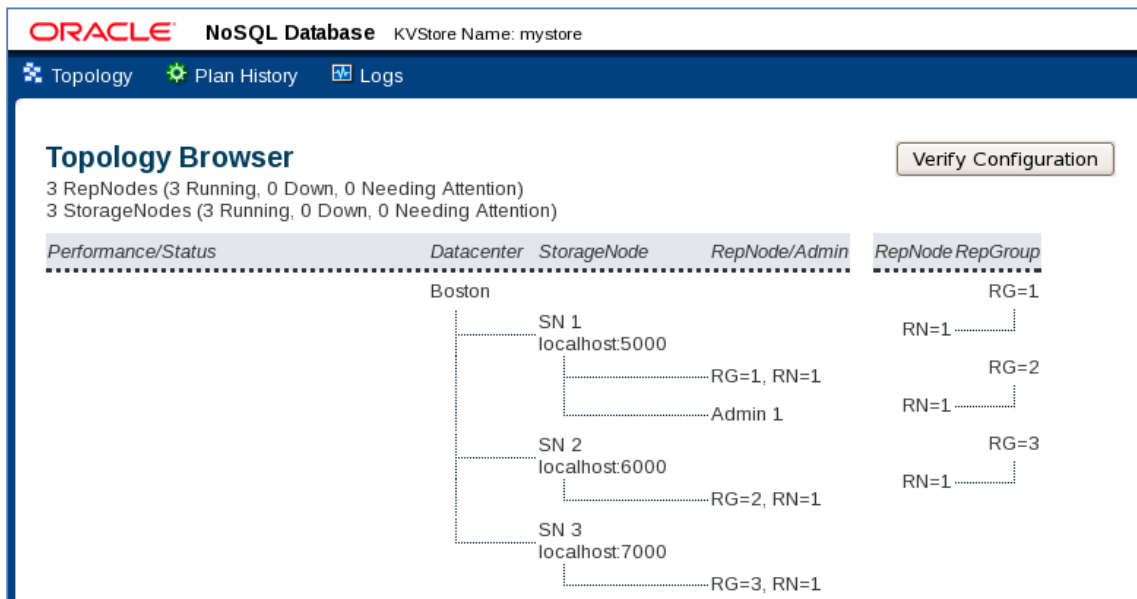 ORACLE NoSQL Database KVStore Name: mystore
Topology Plan History Logs
Topology Browser
Verify Configuration
3 RepNodes (3 Running, 0 Down, 0 Needing Attention)
3 StorageNodes (3 Running, 0 Down, 0 Needing Attention)
Performance/Status Datacenter StorageNode RepNode/Admin RepNode RepGroup
Boston RG=1
SN 1
localhost:5000 RN=1
RG=1, RN=1 RG=2
Admin 1 RN=1
SN 2 RG=3
localhost:6000
RN=1
RG=2, RN=1
SN 3
localhost:7000
RG=3, RN=1